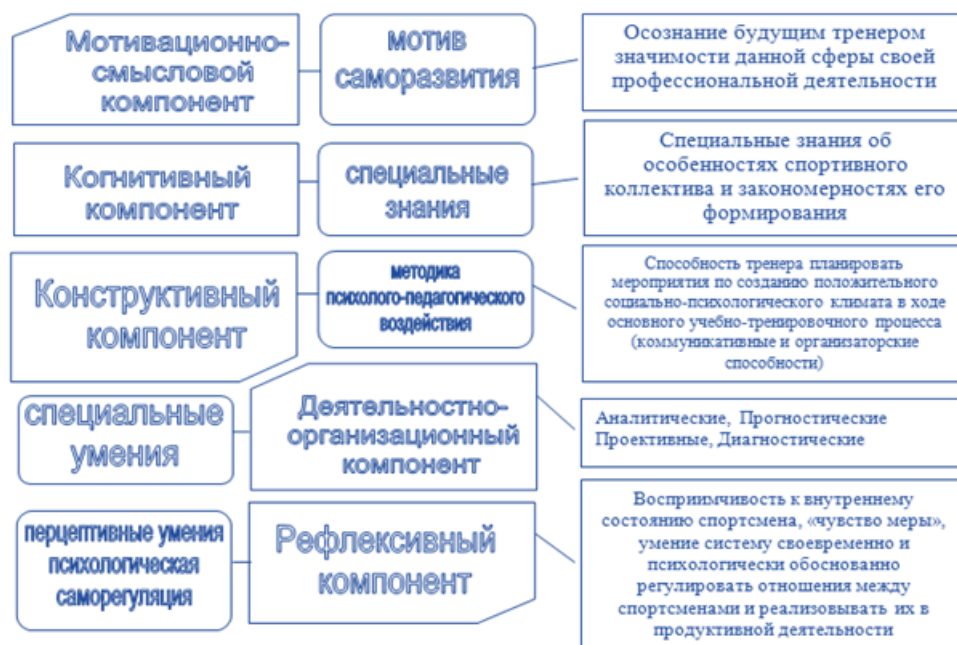 Мотивационно-
смысловой
компонент
мотив
саморазвития
Осознание будущим тренером
значимости данной сферы своей
профессиональной деятельности
Когнитивный
компонент
специальные
знания
Специальные знания об
особенностях спортивного
коллектива и закономерностях его
формирования
Конструктивный
компонент
методика
психолого-педагогического
воздействия
Способность тренера планировать
мероприятия по созданию положительного
социально-психологического климата в ходе
основного учебно-тренировочного процесса
(коммуникативные и организаторские
способности)
специальные
умения
Деятельностно-
организационный
компонент
Аналитические, Прогностические
Проективные, Диагностические
перцептивные умения
психологическая
саморегуляция
Рефлексивный
компонент
Восприимчивость к внутреннему
состоянию спортсмена, «чувство меры»,
умение систему своевременно и
психологически обоснованно
регулировать отношения между
спортсменами и реализовывать их в
продуктивной деятельности